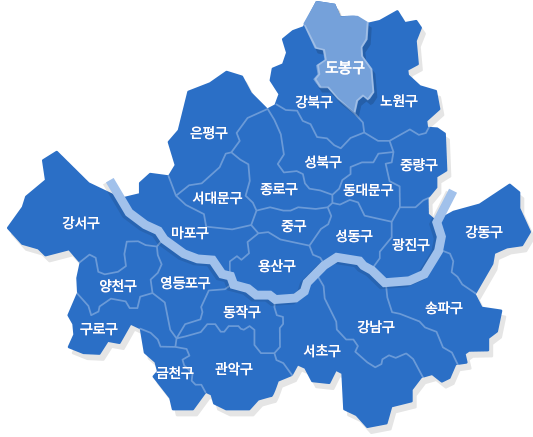 도봉구
강북구
노원구
은평구
성북구
중량구
서대문구
종로구
동대문구
강서구
마포구
중구
성동구
광진구
강동구
용산구
양천구
영등포구
동작구
송파구
구로구
강남구
서초구
금천구
관악구